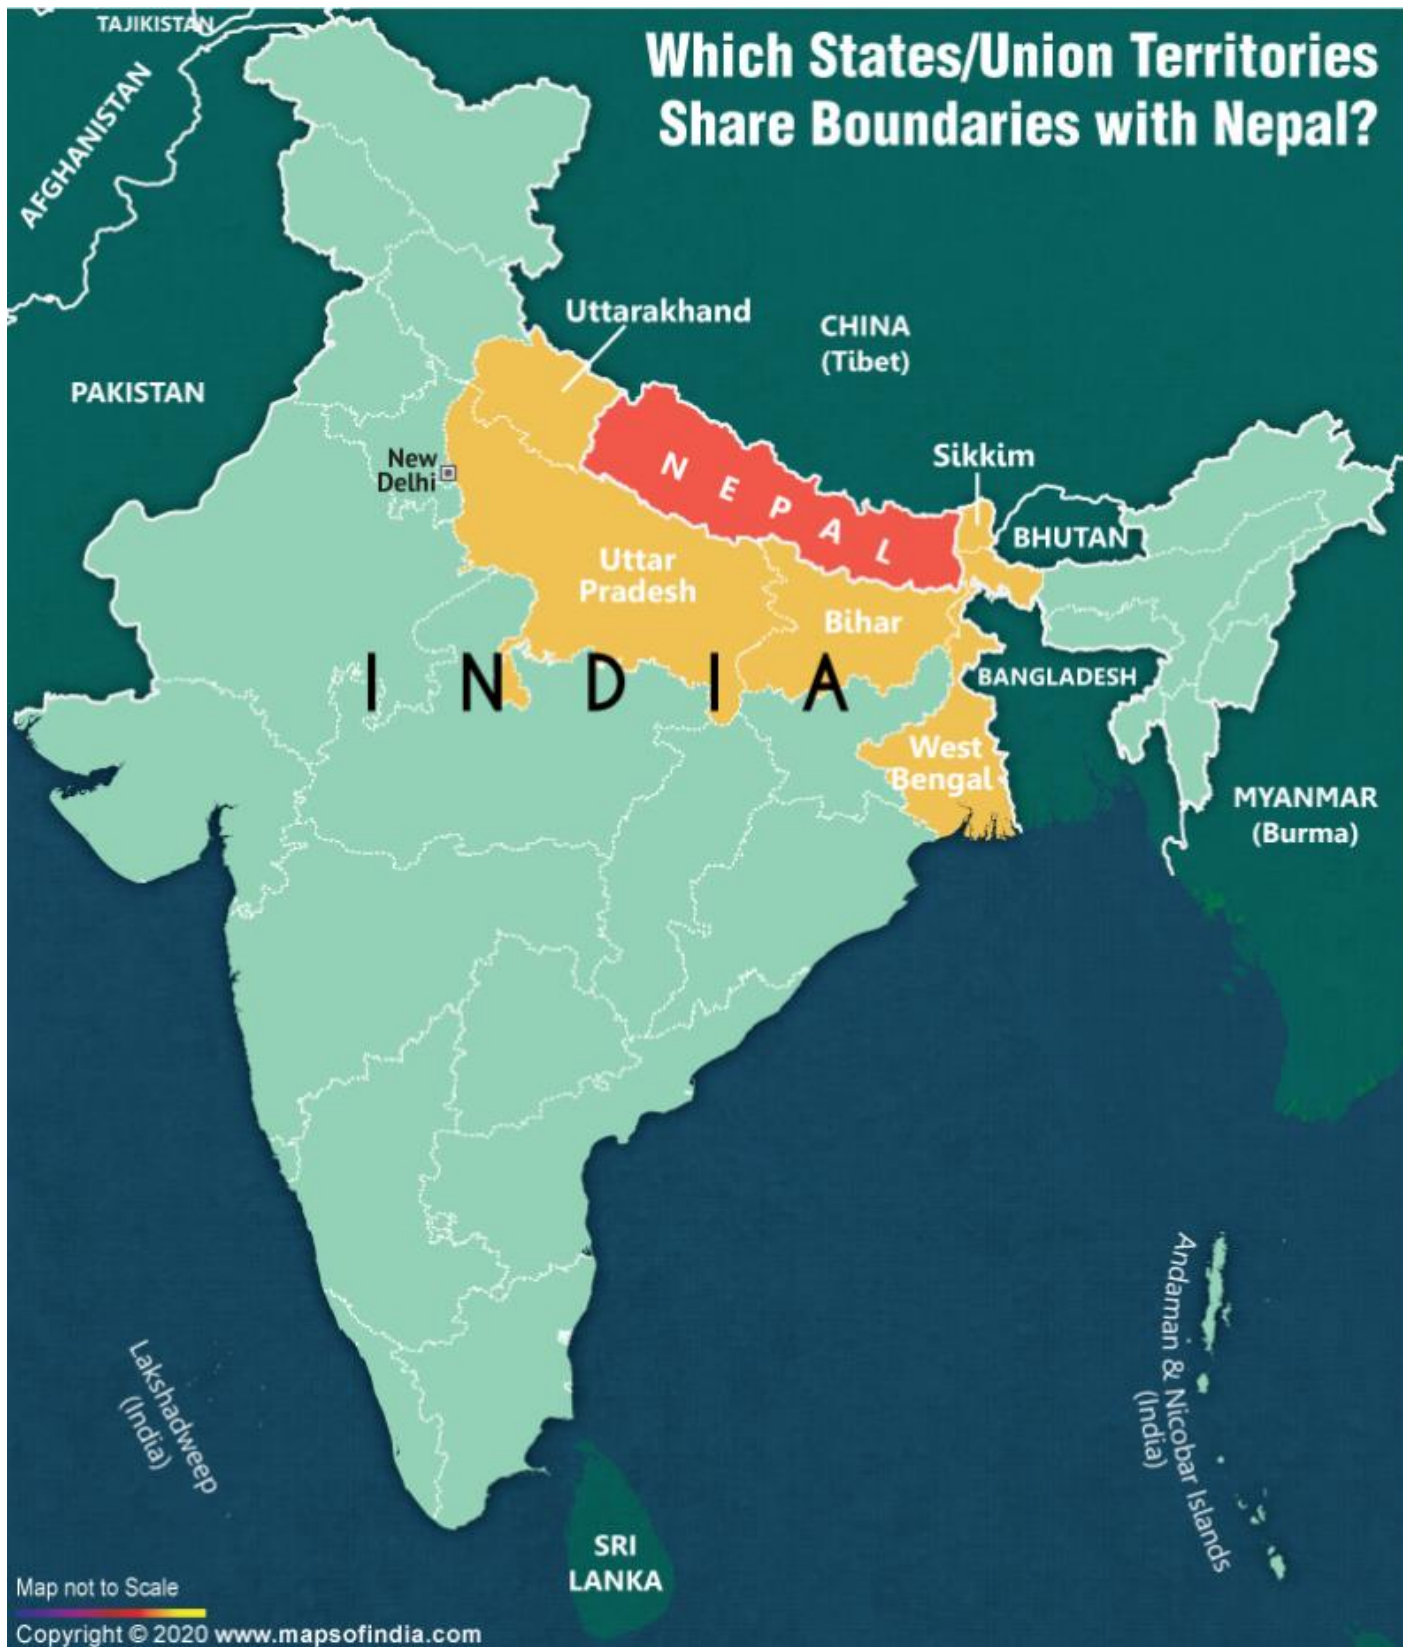 Which States/Union Territories
Share Boundaries with Nepal?
TAJIKISTAN
AFGHANISTAN
PAKISTAN
Uttarakhand
CHINA
(Tibet)
New
Delhi
NEPAL
Sikkim
BHUTAN
Uttar
Pradesh
Bihar
INDIA
BANGLADESH
West
Bengal
MYANMAR
(Burma)
Lakshadweep
(India)
Andaman & Nicobar Islands
(India)
SRI
LANKA
Map not to Scale
Copyright © 2020 www.mapsofindia.com